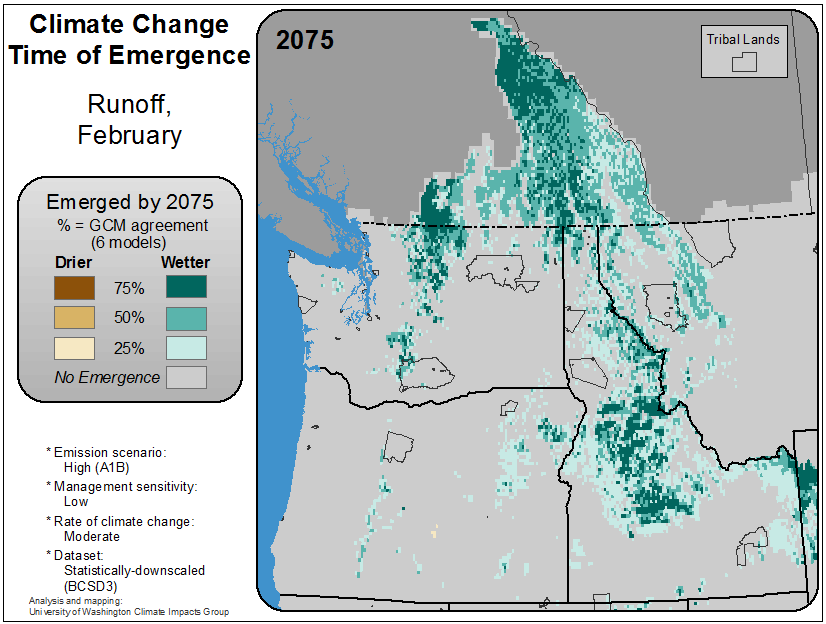 Climate Change
Time of Emergence
Runoff,
February
Emerged by 2075
% = GCM agreement
(6 models)
Drier Wetter
75%
50%
25%
No Emergence
* Emission scenario:
High (A1B)
* Management sensitivity:
Low
* Rate of climate change:
Moderate
* Dataset:
Statistically-downscaled
(BCSD3)
Analysis and mapping:
University of Washington Climate Impacts Group
2075
Tribal Lands